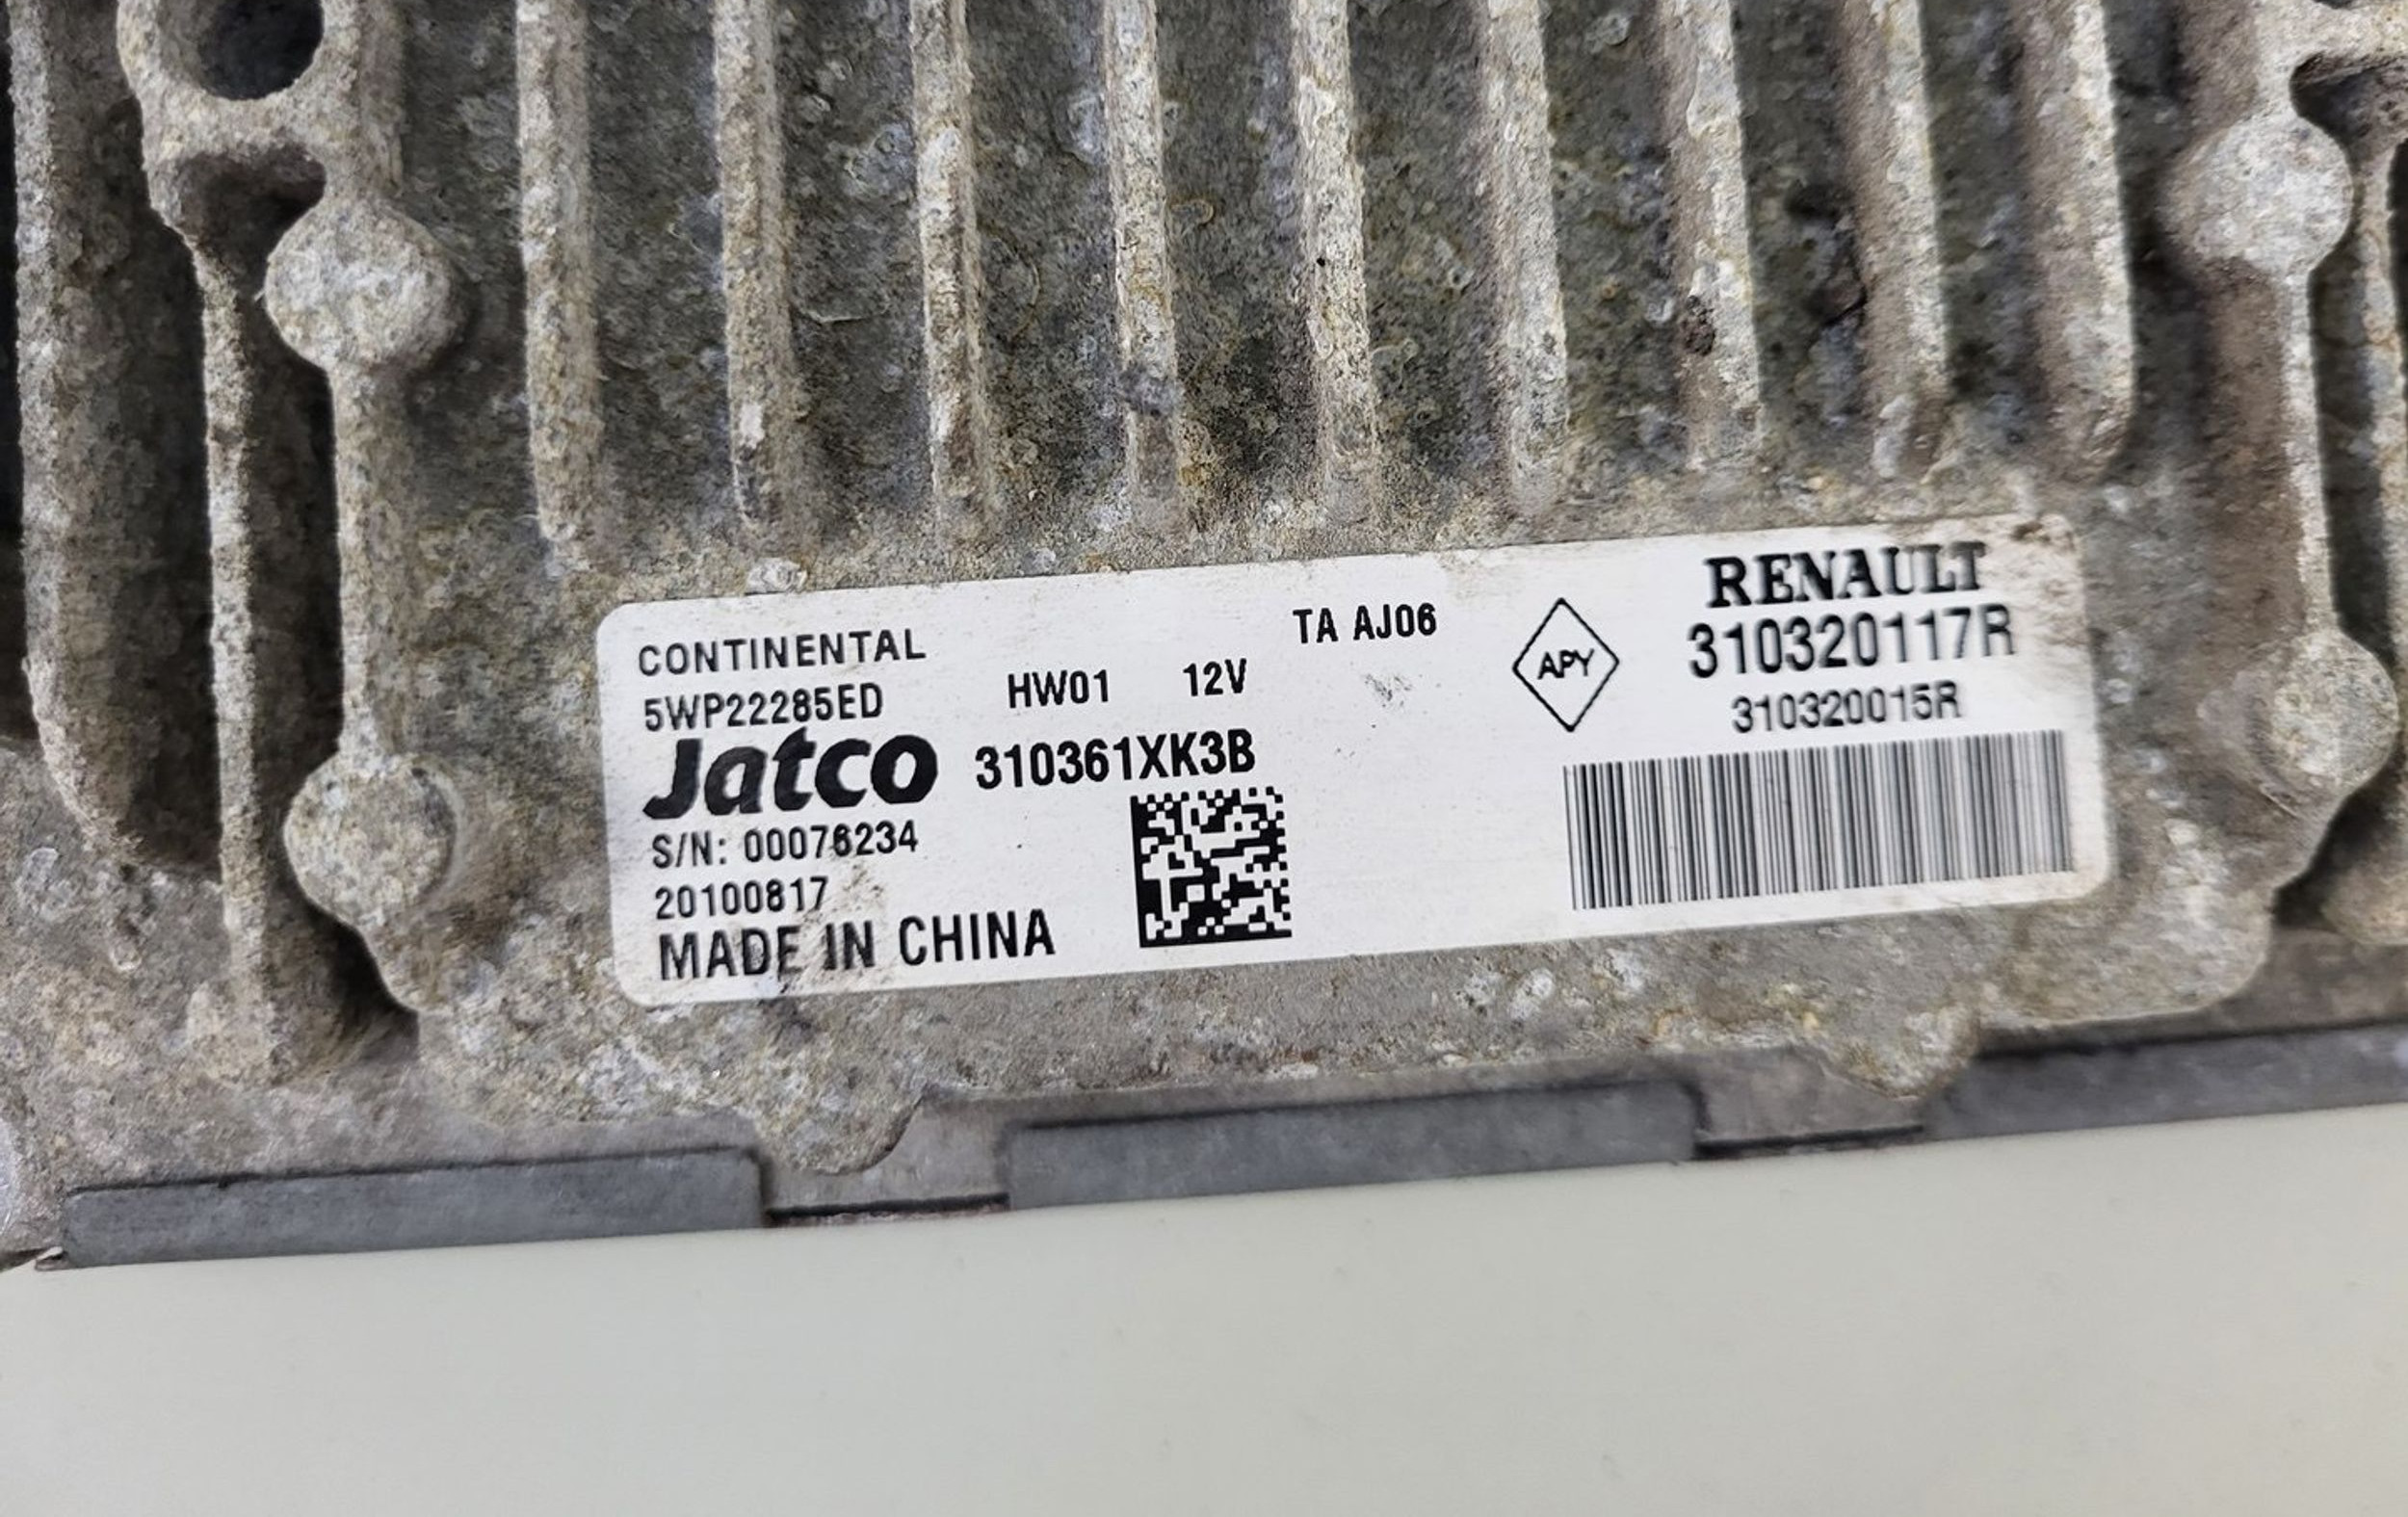 CONTINENTAL
5WP22285ED
HW01 12V
TA AJ06
Jatco 310361XK3B
S/N: 00076234
20100817
MADE IN CHINA
APY
RENAULT
310320117R
310320015R